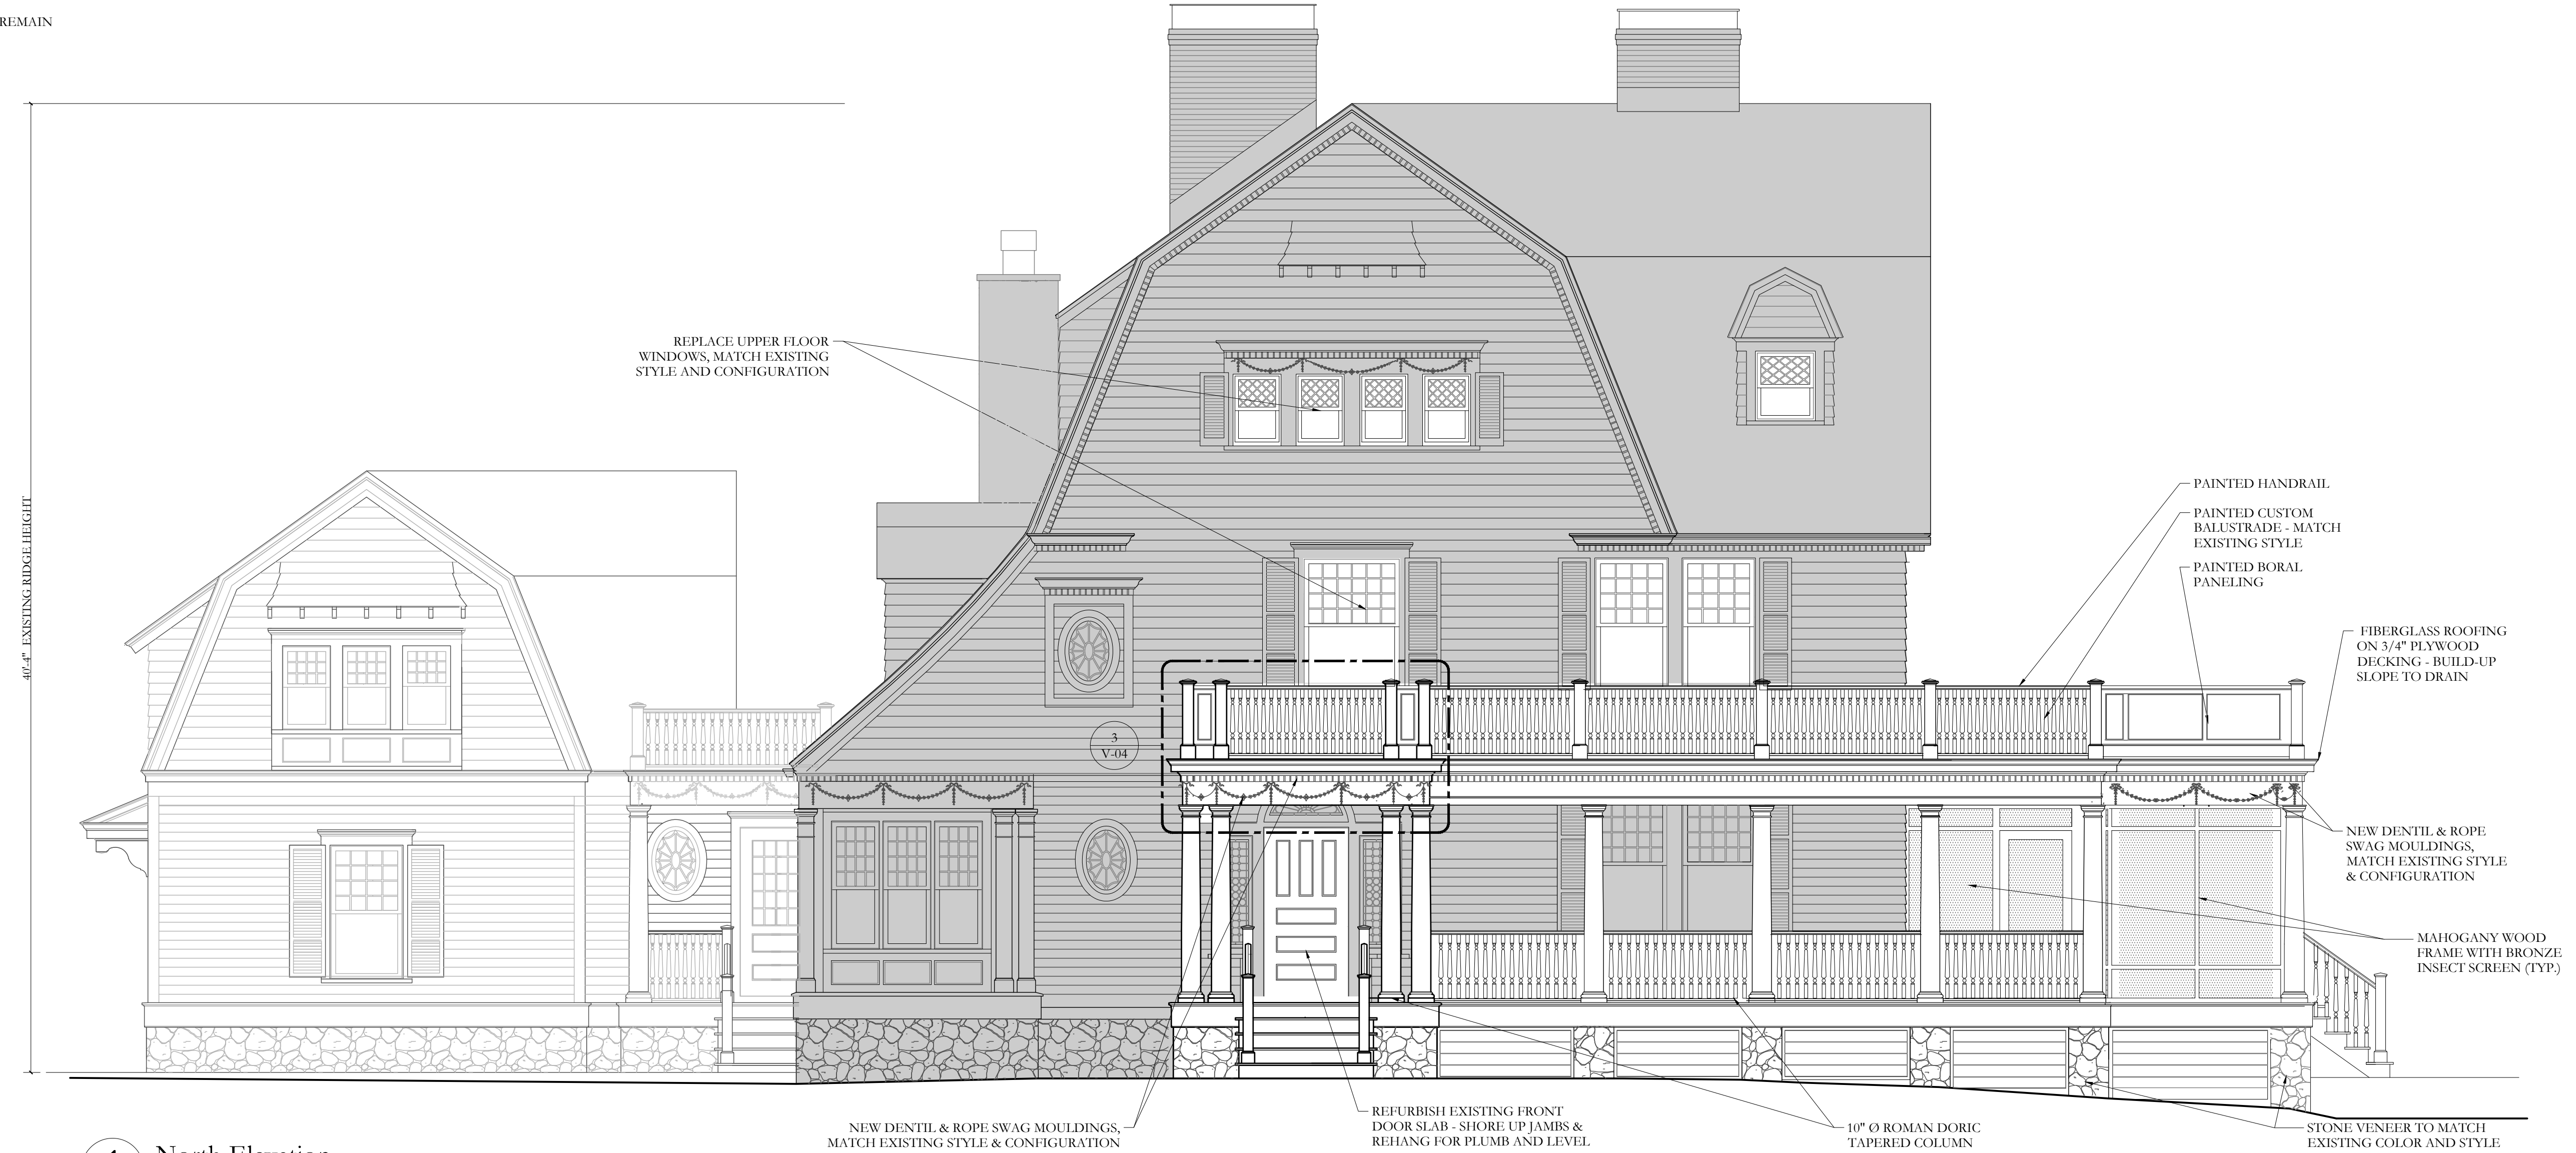 REMAIN
40'-4" EXISTING RIDGE HEIGHT
REPLACE UPPER FLOOR
WINDOWS, MATCH EXISTING
STYLE AND CONFIGURATION
PAINTED HANDRAIL
PAINTED CUSTOM
BALUSTRADE - MATCH
EXISTING STYLE
PAINTED BORAL
PANELING
FIBERGLASS ROOFING
ON 3/4" PLYWOOD
DECKING - BUILD-UP
SLOPE TO DRAIN
3
V-04
NEW DENTIL & ROPE
SWAG MOULDINGS,
MATCH EXISTING STYLE
& CONFIGURATION
MAHOGANY WOOD
FRAME WITH BRONZE
INSECT SCREEN (TYP.)
NEW DENTIL & ROPE SWAG MOULDINGS,
MATCH EXISTING STYLE & CONFIGURATION
REFURBISH EXISTING FRONT
DOOR SLAB - SHORE UP JAMBS &
REHANG FOR PLUMB AND LEVEL
10" Ø ROMAN DORIC
TAPERED COLUMN
STONE VENEER TO MATCH
EXISTING COLOR AND STYLE
North Elevation